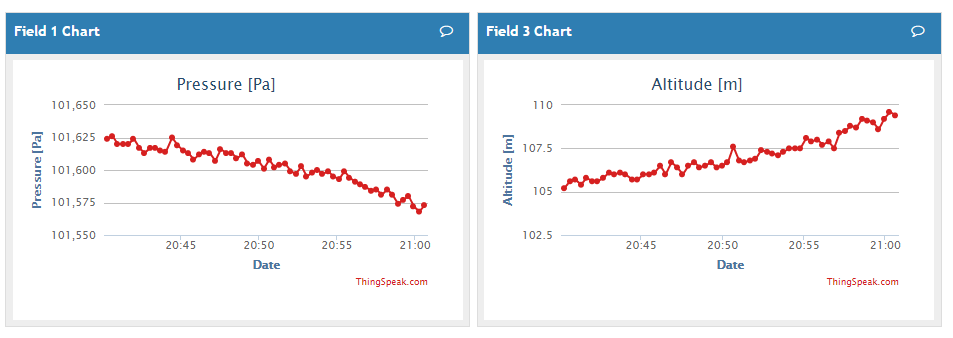 Field 1 Chart
Pressure [Pa]
101,650
101,625
101,600
101,575
101,550
Pressure [Pa]
20:45 20:50 20:55 21:00
Date
ThingSpeak.com
Field 3 Chart
Altitude [m]
110
107.5
105
102.5
Altitude [m]
20:45 20:50 20:55 21:00
Date
ThingSpeak.com